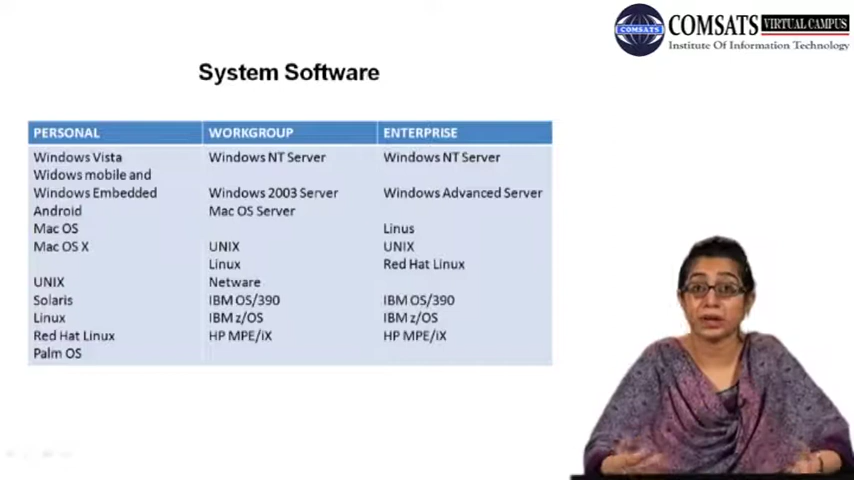 COMSATS
COMSATS VIRTUAL CAMPUS
Institute Of Information Technology
System Software
PERSONAL WORKGROUP ENTERPRISE
Windows Vista Windows NT Server Windows NT Server
Widows mobile and
Windows Embedded Windows 2003 Server Windows Advanced Server
Android Mac OS Server
Mac OS Linus
Mac OS X UNIX UNIX
Linux Red Hat Linux
UNIX Netware
Solaris IBM OS/390 IBM OS/390
Linux IBM z/OS IBM z/OS
Red Hat Linux HP MPE/iX HP MPE/iX
Palm OS